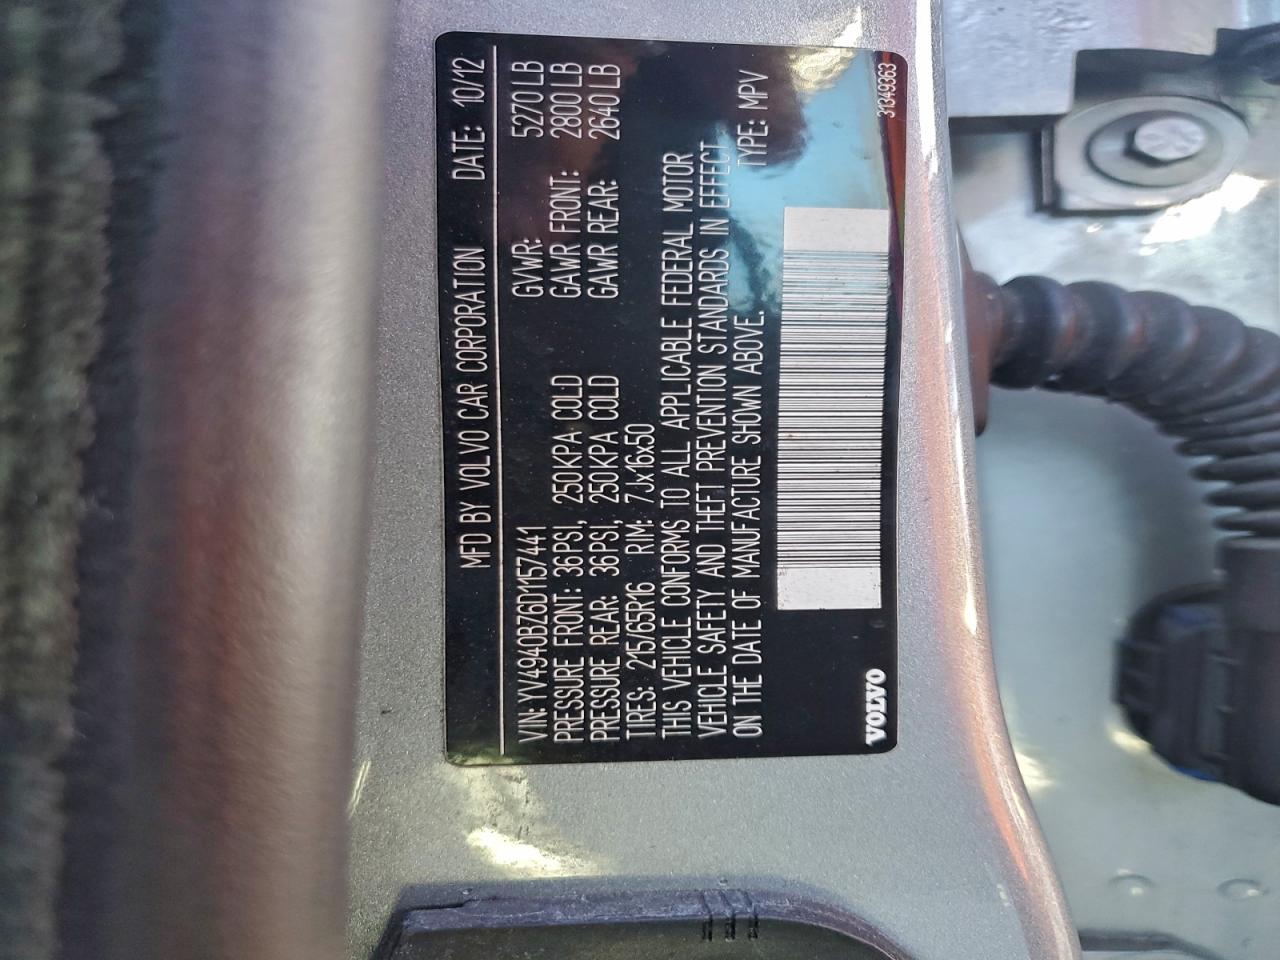 MFD BY VOLVO CAR CORPORATION DATE: 10/12
VIN: YV4940BZ6D1157441 GVWR: 5270 LB
PRESSURE FRONT: 36PSI, 250KPA COLD GAWR FRONT: 2800 LB
PRESSURE REAR: 36PSI, 250KPA COLD GAWR REAR: 2640 LB
TIRES: 215/65R16 RIM: 7Jx16x50
THIS VEHICLE CONFORMS TO ALL APPLICABLE FEDERAL MOTOR
VEHICLE SAFETY AND THEFT PREVENTION STANDARDS IN EFFECT
ON THE DATE OF MANUFACTURE SHOWN ABOVE. TYPE: MPV
VOLVO 31349363